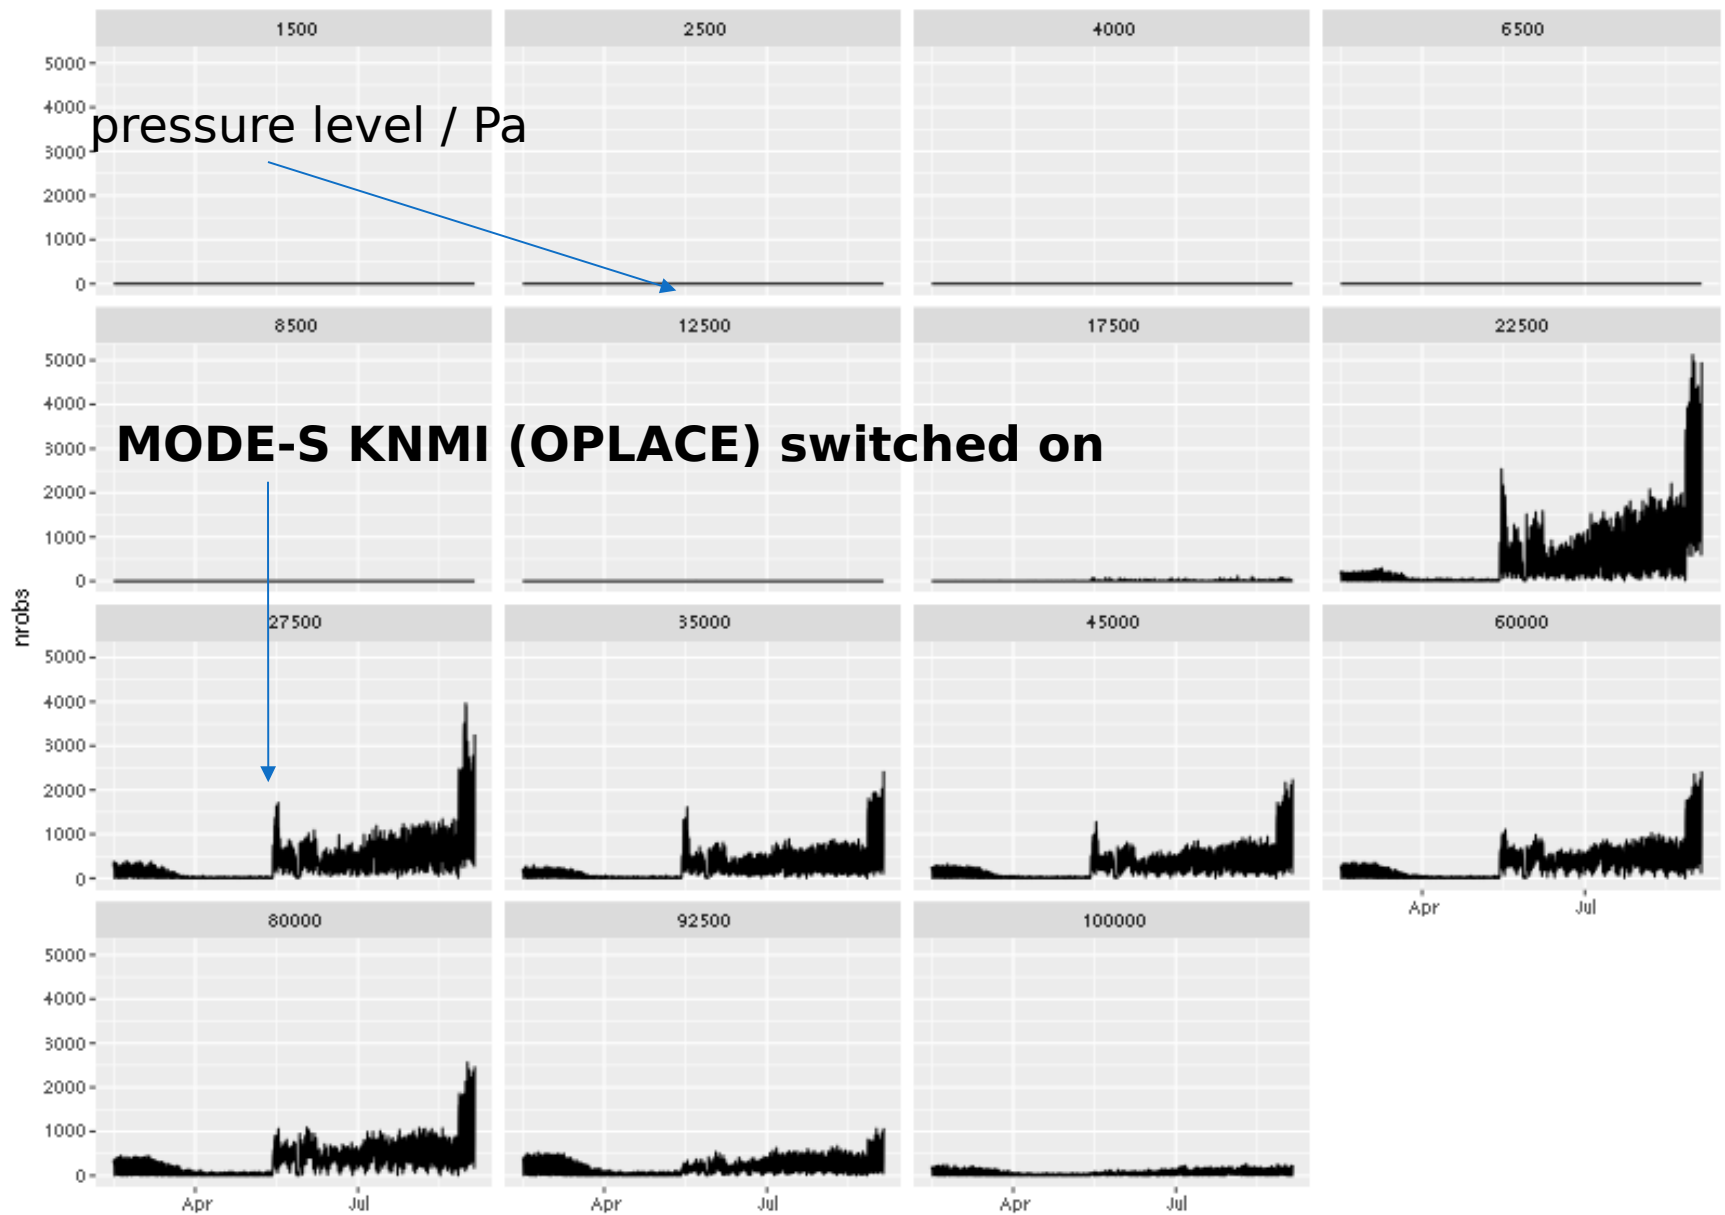 1500 2500 4000 6500
5000
4000
pressure level / Pa
3000
2000
1000
0
8500 12500 17500 22500
5000
4000
MODE-S KNMI (OPLACE) switched on
3000
2000
1000
0
nrobs
27500 35000 45000 60000
5000
4000
3000
2000
1000
0
Apr Jul
80000 92500 100000
5000
4000
3000
2000
1000
0
Apr Jul Apr Jul Apr Jul